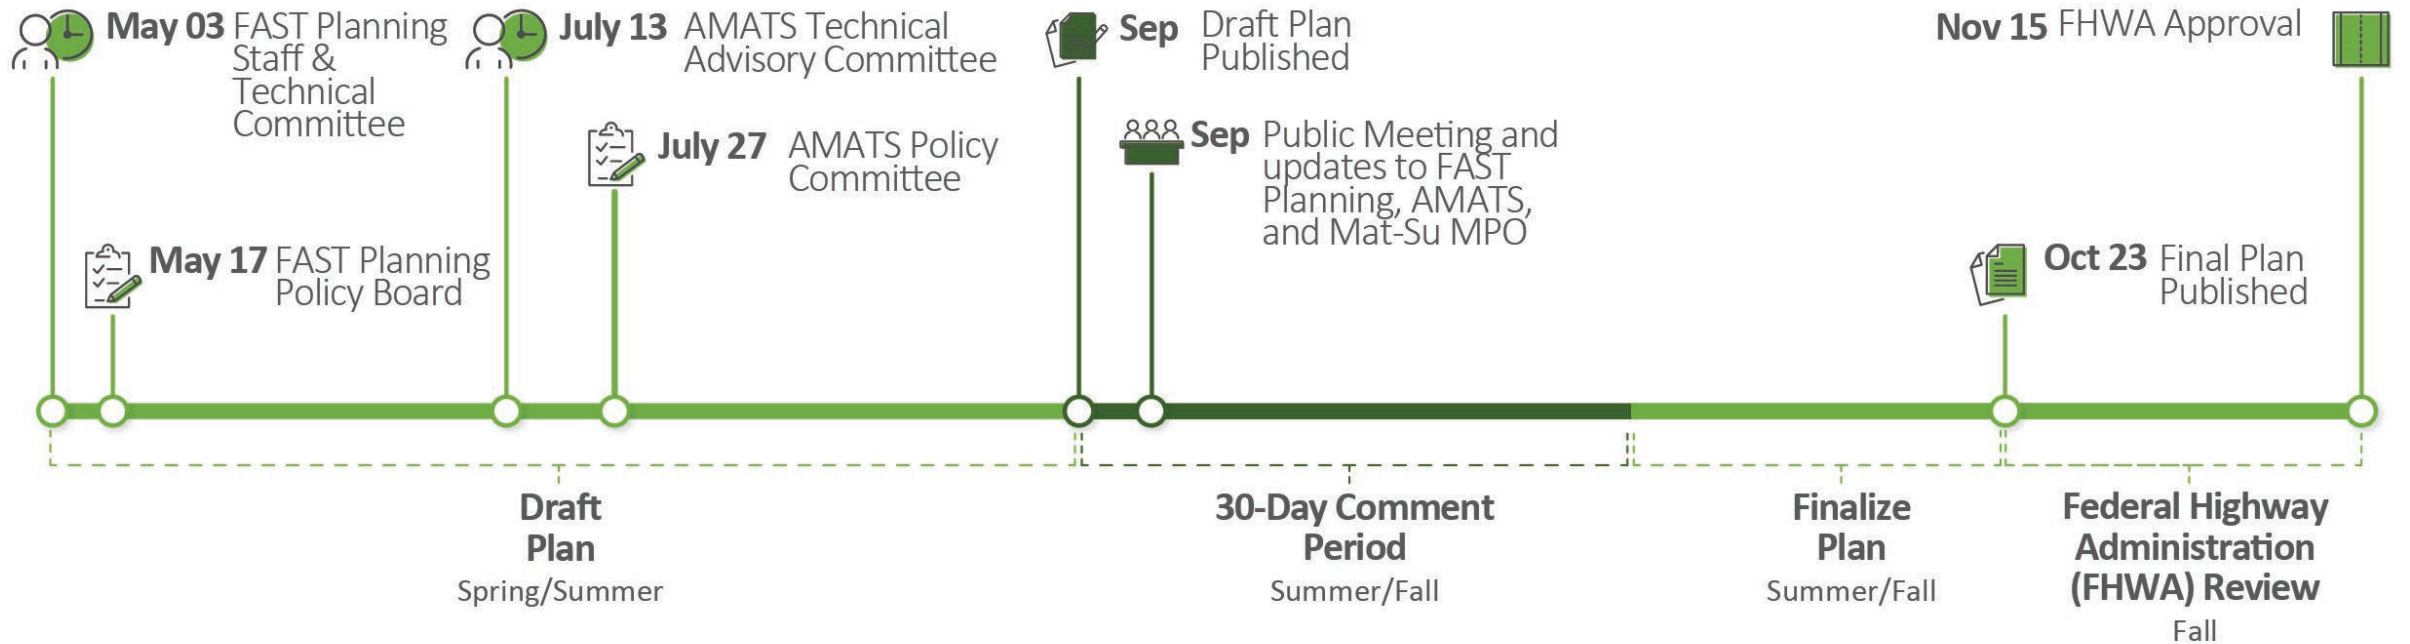 May 03 FAST Planning
Staff &
Technical
Committee
May 17 FAST Planning
Policy Board
July 13 AMATS Technical
Advisory Committee
July 27 AMATS Policy
Committee
Sep Draft Plan
Published
Sep Public Meeting and
updates to FAST
Planning, AMATS,
and Mat-Su MPO
Oct 23 Final Plan
Published
Nov 15 FHWA Approval
Draft
Plan
Spring/Summer
30-Day Comment
Period
Summer/Fall
Finalize
Plan
Summer/Fall
Federal Highway
Administration
(FHWA) Review
Fall